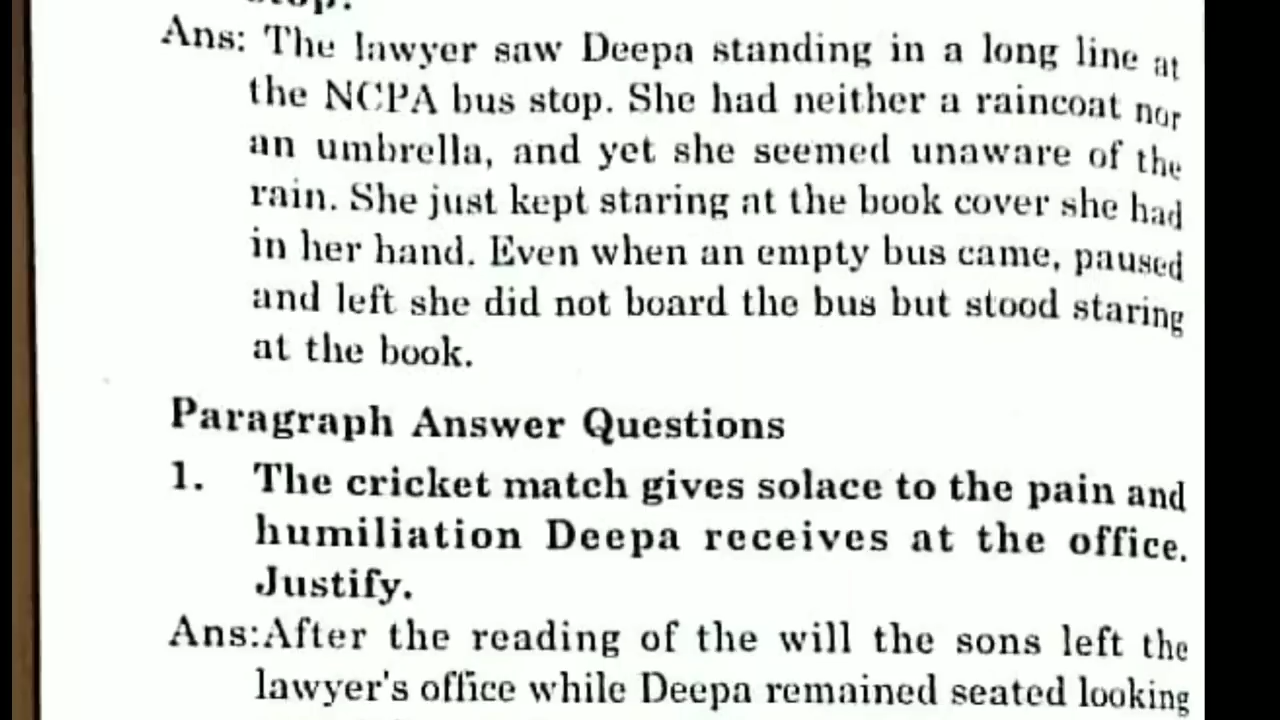 stop.
Ans: The lawyer saw Deepa standing in a long line at
the NCPA bus stop. She had neither a raincoat nor
an umbrella, and yet she seemed unaware of the
rain. She just kept staring at the book cover she had
in her hand. Even when an empty bus came, paused
and left she did not board the bus but stood staring
at the book.
Paragraph Answer Questions
1. The cricket match gives solace to the pain and
humiliation Deepa receives at the office.
Justify.
Ans:After the reading of the will the sons left the
lawyer's office while Deepa remained seated looking